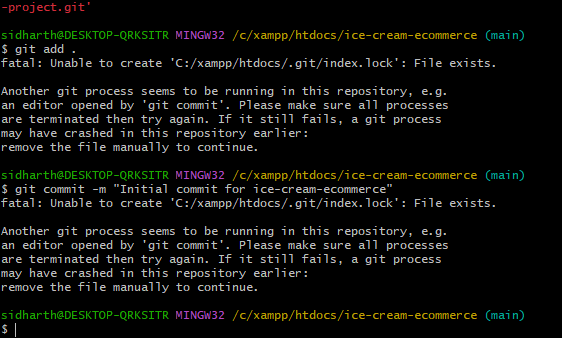 -project.git'
sidharth@DESKTOP-QRKSITR MINGW32 /c/xampp/htdocs/ice-cream-ecommerce (main)
$ git add .
fatal: Unable to create 'C:/xampp/htdocs/.git/index.lock': File exists.
Another git process seems to be running in this repository, e.g.
an editor opened by 'git commit'. Please make sure all processes
are terminated then try again. If it still fails, a git process
may have crashed in this repository earlier:
remove the file manually to continue.
sidharth@DESKTOP-QRKSITR MINGW32 /c/xampp/htdocs/ice-cream-ecommerce (main)
$ git commit -m "Initial commit for ice-cream-ecommerce"
fatal: Unable to create 'C:/xampp/htdocs/.git/index.lock': File exists.
Another git process seems to be running in this repository, e.g.
an editor opened by 'git commit'. Please make sure all processes
are terminated then try again. If it still fails, a git process
may have crashed in this repository earlier:
remove the file manually to continue.
sidharth@DESKTOP-QRKSITR MINGW32 /c/xampp/htdocs/ice-cream-ecommerce (main)
$